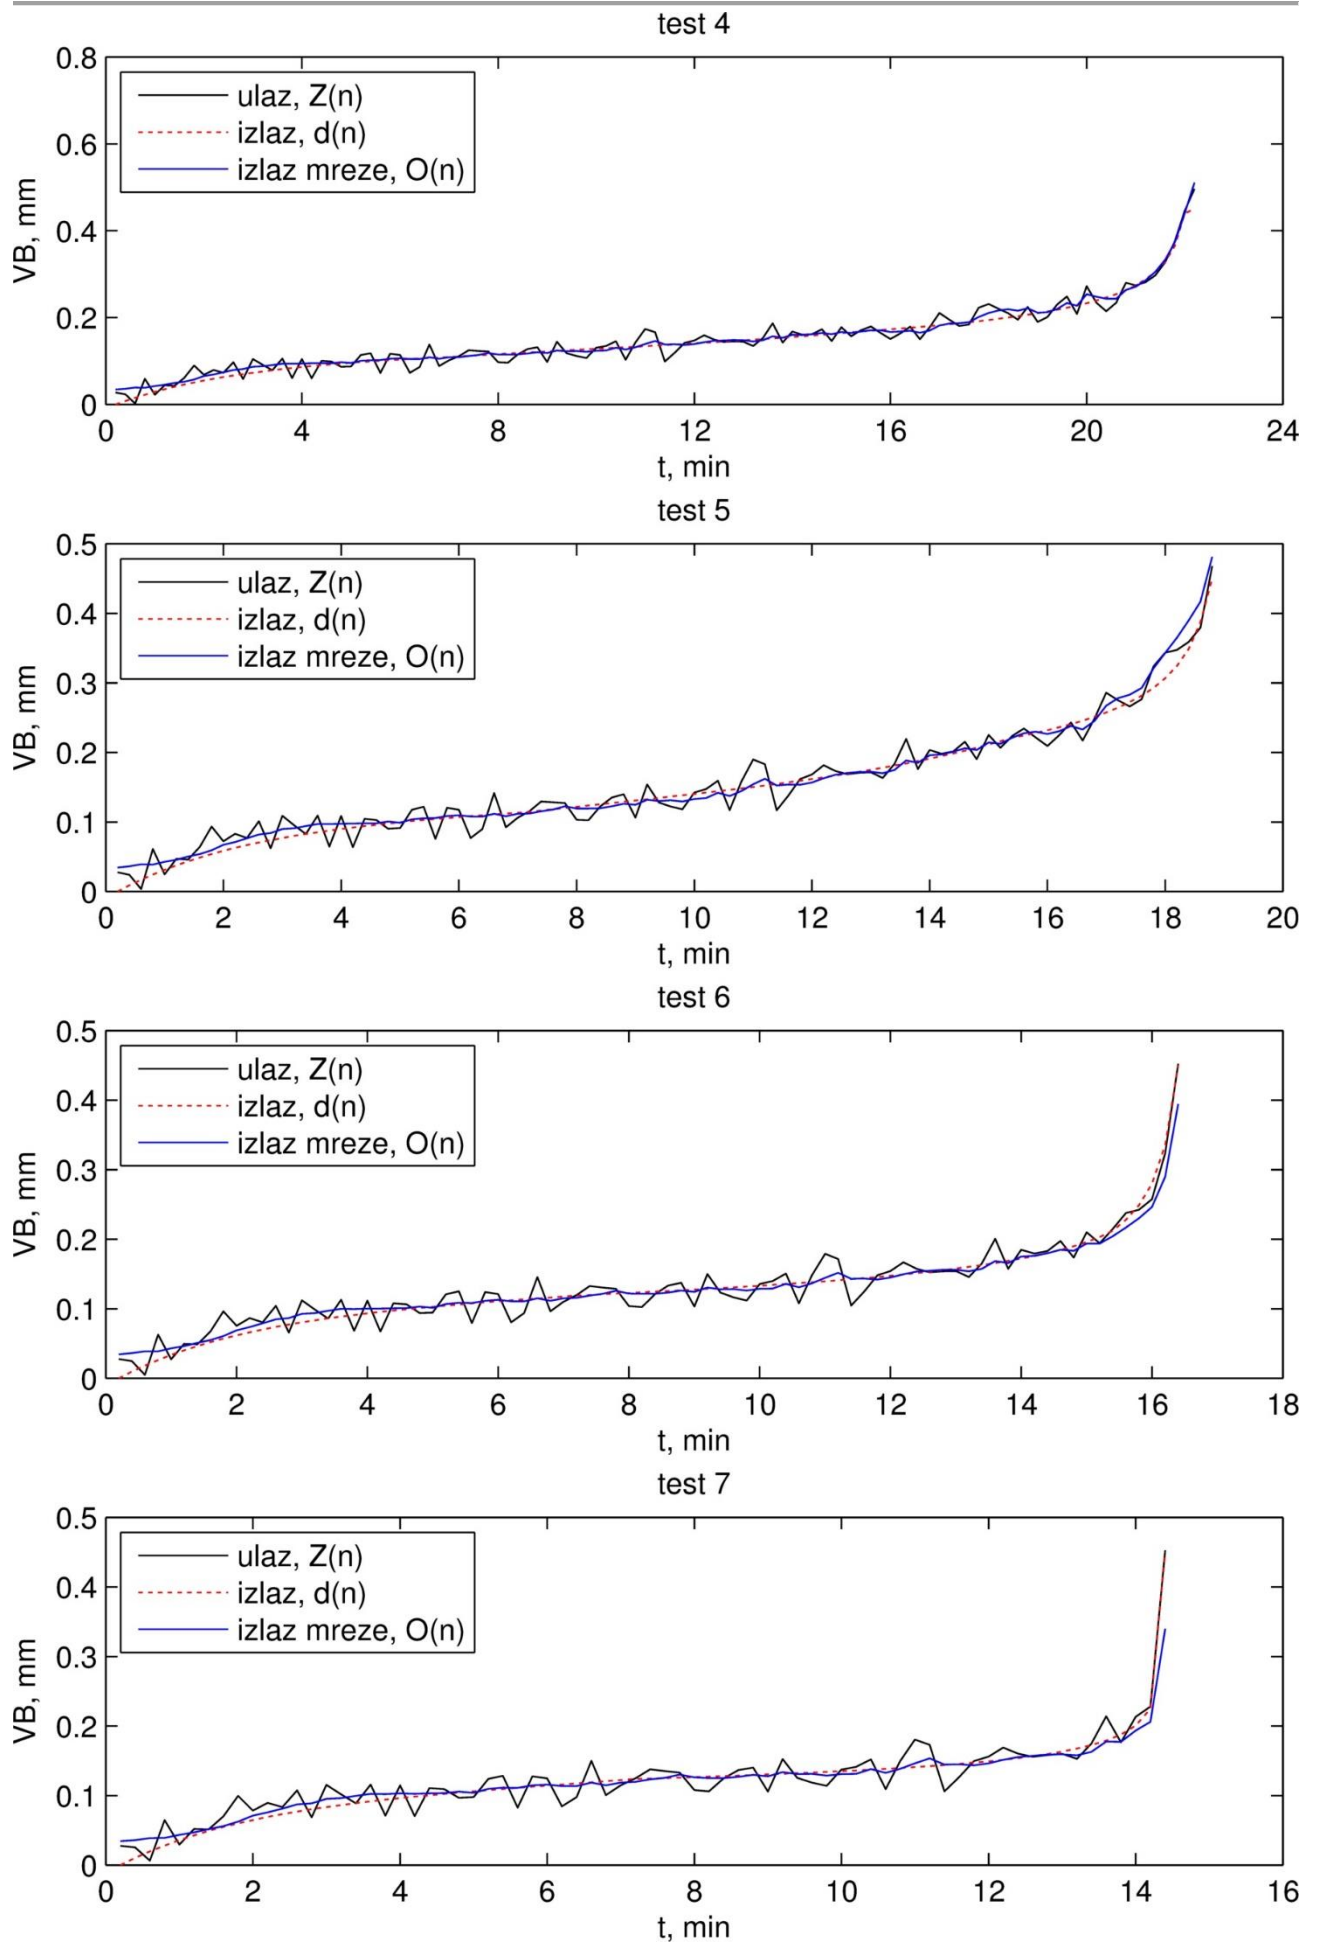 test 4
0.8
0.6
0.4
0.2
0
VB, mm
ulaz, Z(n)
izlaz, d(n)
izlaz mreze, O(n)
0 4 8 12 16 20 24
t, min
test 5
0.5
0.4
0.3
0.2
0.1
0
VB, mm
ulaz, Z(n)
izlaz, d(n)
izlaz mreze, O(n)
0 2 4 6 8 10 12 14 16 18 20
t, min
test 6
0.5
0.4
0.3
0.2
0.1
0
VB, mm
ulaz, Z(n)
izlaz, d(n)
izlaz mreze, O(n)
0 2 4 6 8 10 12 14 16 18
t, min
test 7
0.5
0.4
0.3
0.2
0.1
0
VB, mm
ulaz, Z(n)
izlaz, d(n)
izlaz mreze, O(n)
0 2 4 6 8 10 12 14 16
t, min